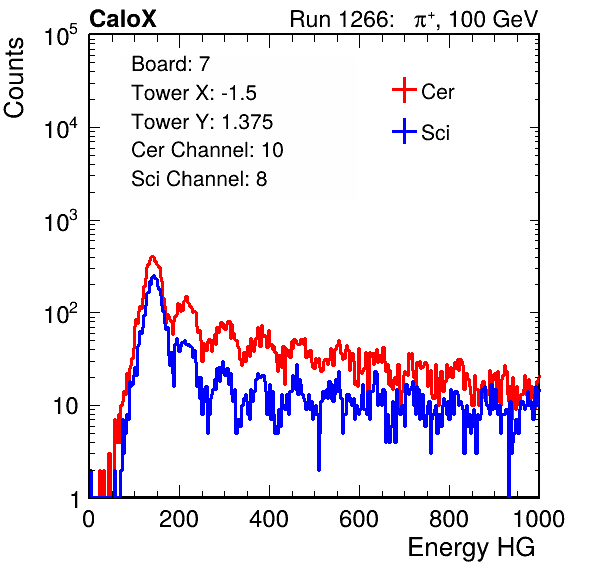 CaloX Run 1266: π⁺, 100 GeV
Counts
10⁵
10⁴
10³
10²
10
1
Board: 7
Tower X: -1.5
Tower Y: 1.375
Cer Channel: 10
Sci Channel: 8
Cer
Sci
0 200 400 600 800 1000
Energy HG